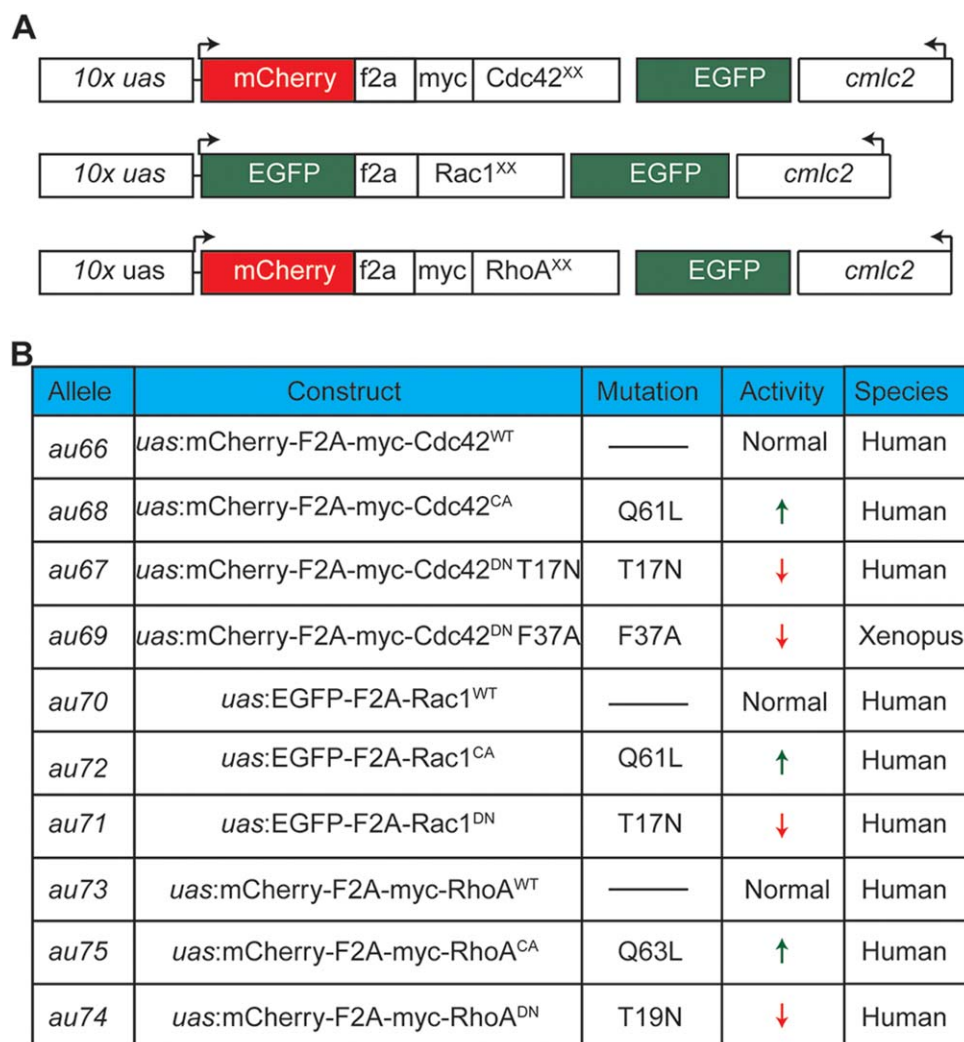 A
10x uas mCherry f2a myc Cdc42XX EGFP cmlc2
10x uas EGFP f2a Rac1XX EGFP cmlc2
10x uas mCherry f2a myc RhoAXX EGFP cmlc2
B
Allele Construct Mutation Activity Species
au66 uas:mCherry-F2A-myc-Cdc42WT —— Normal Human
au68 uas:mCherry-F2A-myc-Cdc42CA Q61L ↑ Human
au67 uas:mCherry-F2A-myc-Cdc42DN T17N T17N ↓ Human
au69 uas:mCherry-F2A-myc-Cdc42DN F37A F37A ↓ Xenopus
au70 uas:EGFP-F2A-Rac1WT —— Normal Human
au72 uas:EGFP-F2A-Rac1CA Q61L ↑ Human
au71 uas:EGFP-F2A-Rac1DN T17N ↓ Human
au73 uas:mCherry-F2A-myc-RhoAWT —— Normal Human
au75 uas:mCherry-F2A-myc-RhoACA Q63L ↑ Human
au74 uas:mCherry-F2A-myc-RhoADN T19N ↓ Human